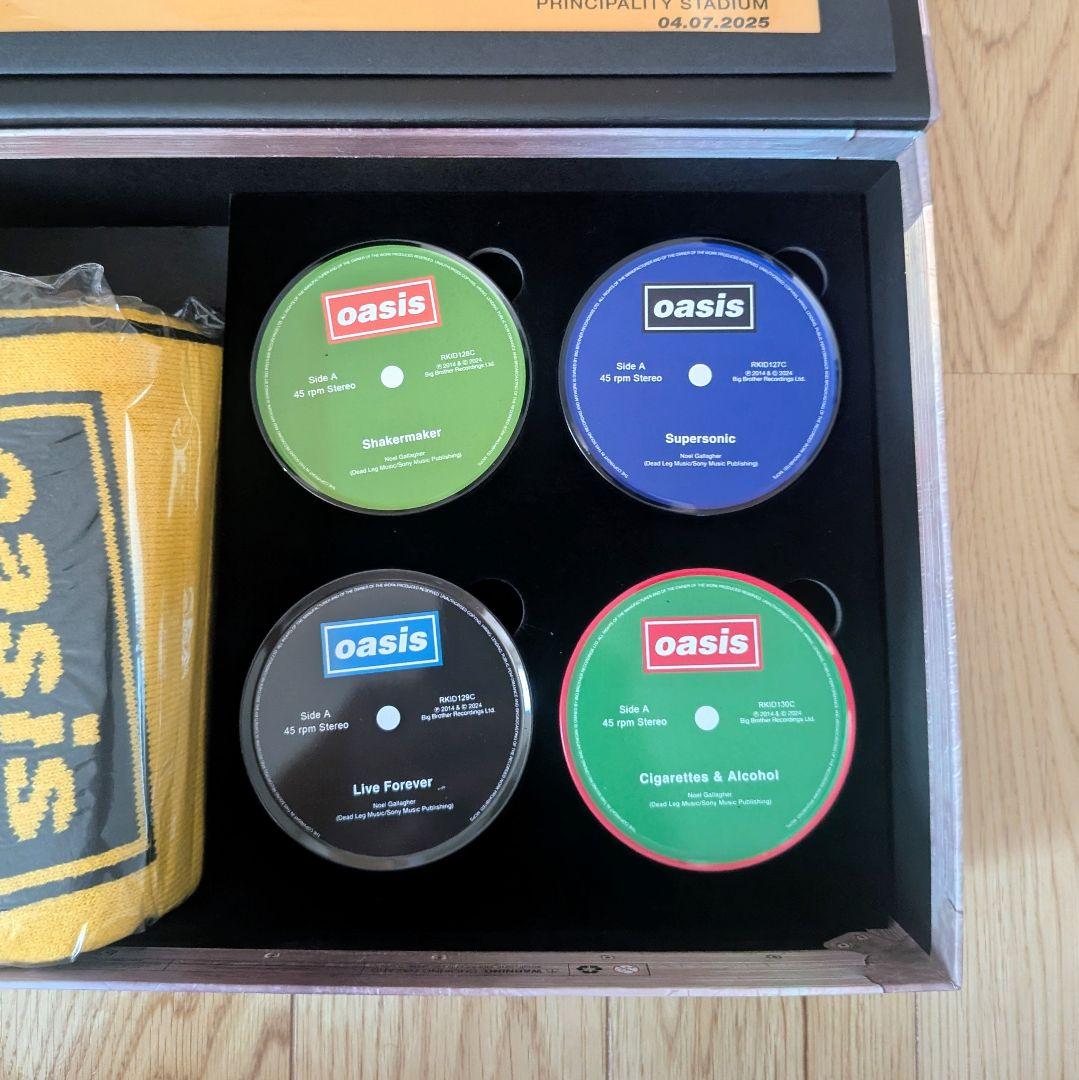 PRINCIPALITY STADIUM
04.07.2025
oasis
oasis
Side A
45 rpm Stereo
RKID128C
℗ 2014 & © 2024
Big Brother Recordings Ltd.
Shakermaker
Noel Gallagher
(Dead Leg Music/Sony Music Publishing)
oasis
Side A
45 rpm Stereo
RKID127C
℗ 2014 & © 2024
Big Brother Recordings Ltd.
Supersonic
Noel Gallagher
(Dead Leg Music/Sony Music Publishing)
oasis
Side A
45 rpm Stereo
RKID129C
℗ 2014 & © 2024
Big Brother Recordings Ltd.
Live Forever
Noel Gallagher
(Dead Leg Music/Sony Music Publishing)
oasis
Side A
45 rpm Stereo
RKID130C
℗ 2014 & © 2024
Big Brother Recordings Ltd.
Cigarettes & Alcohol
Noel Gallagher
(Dead Leg Music/Sony Music Publishing)
WARNING